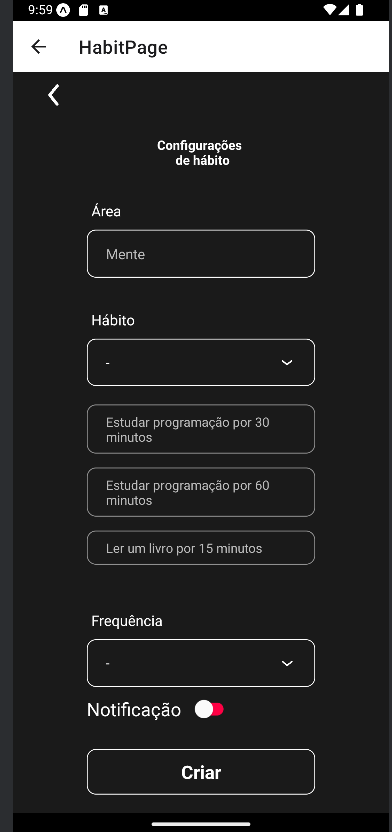 9:59
HabitPage
Configurações
de hábito
Área
Mente
Hábito
-
Estudar programação por 30
minutos
Estudar programação por 60
minutos
Ler um livro por 15 minutos
Frequência
-
Notificação
Criar